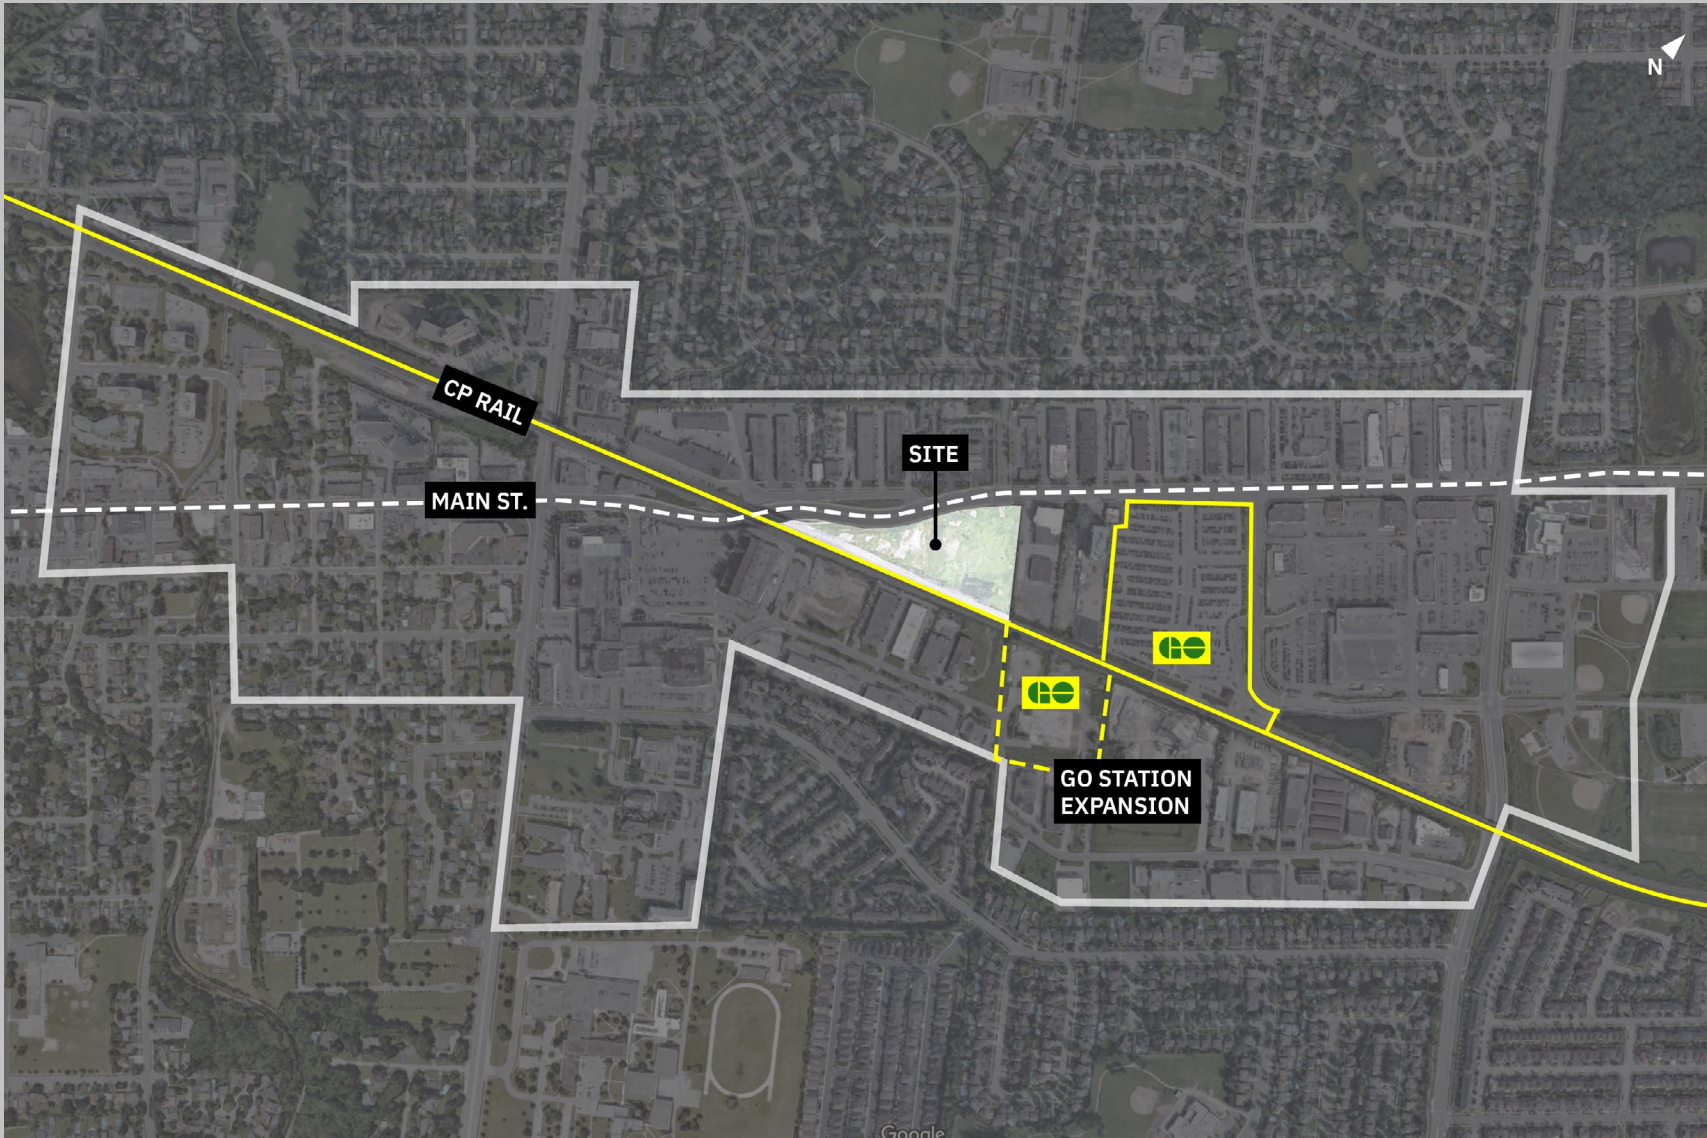 N
CP RAIL
SITE
MAIN ST.
GO
GO
GO STATION
EXPANSION
Google